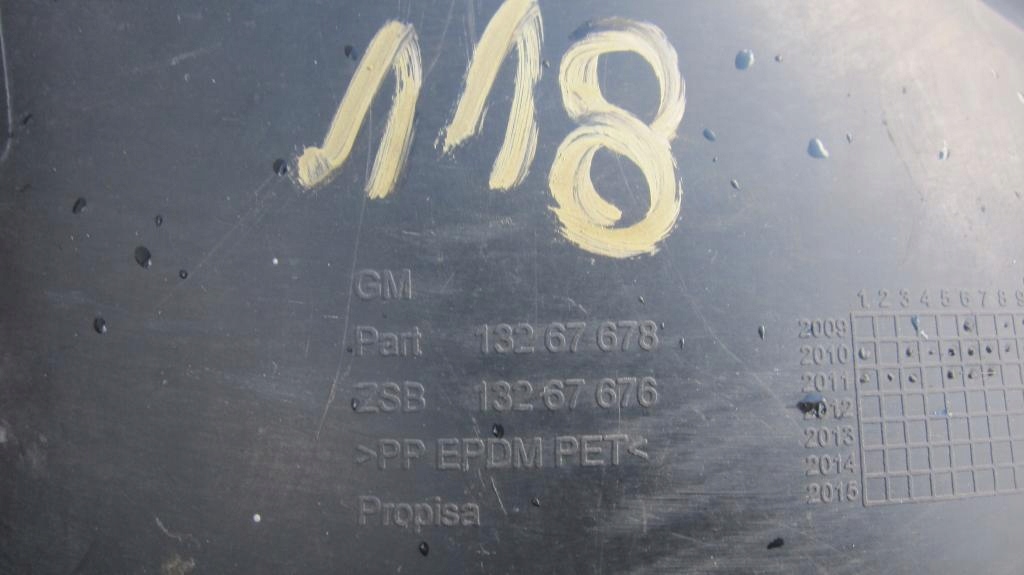 118
GM
Part 132 67 678
ZSB 132 67 676
>PP EPDM PET<
Propisa
1 2 3 4 5 6 7 8 9
2009
2010
2011
2012
2013
2014
2015